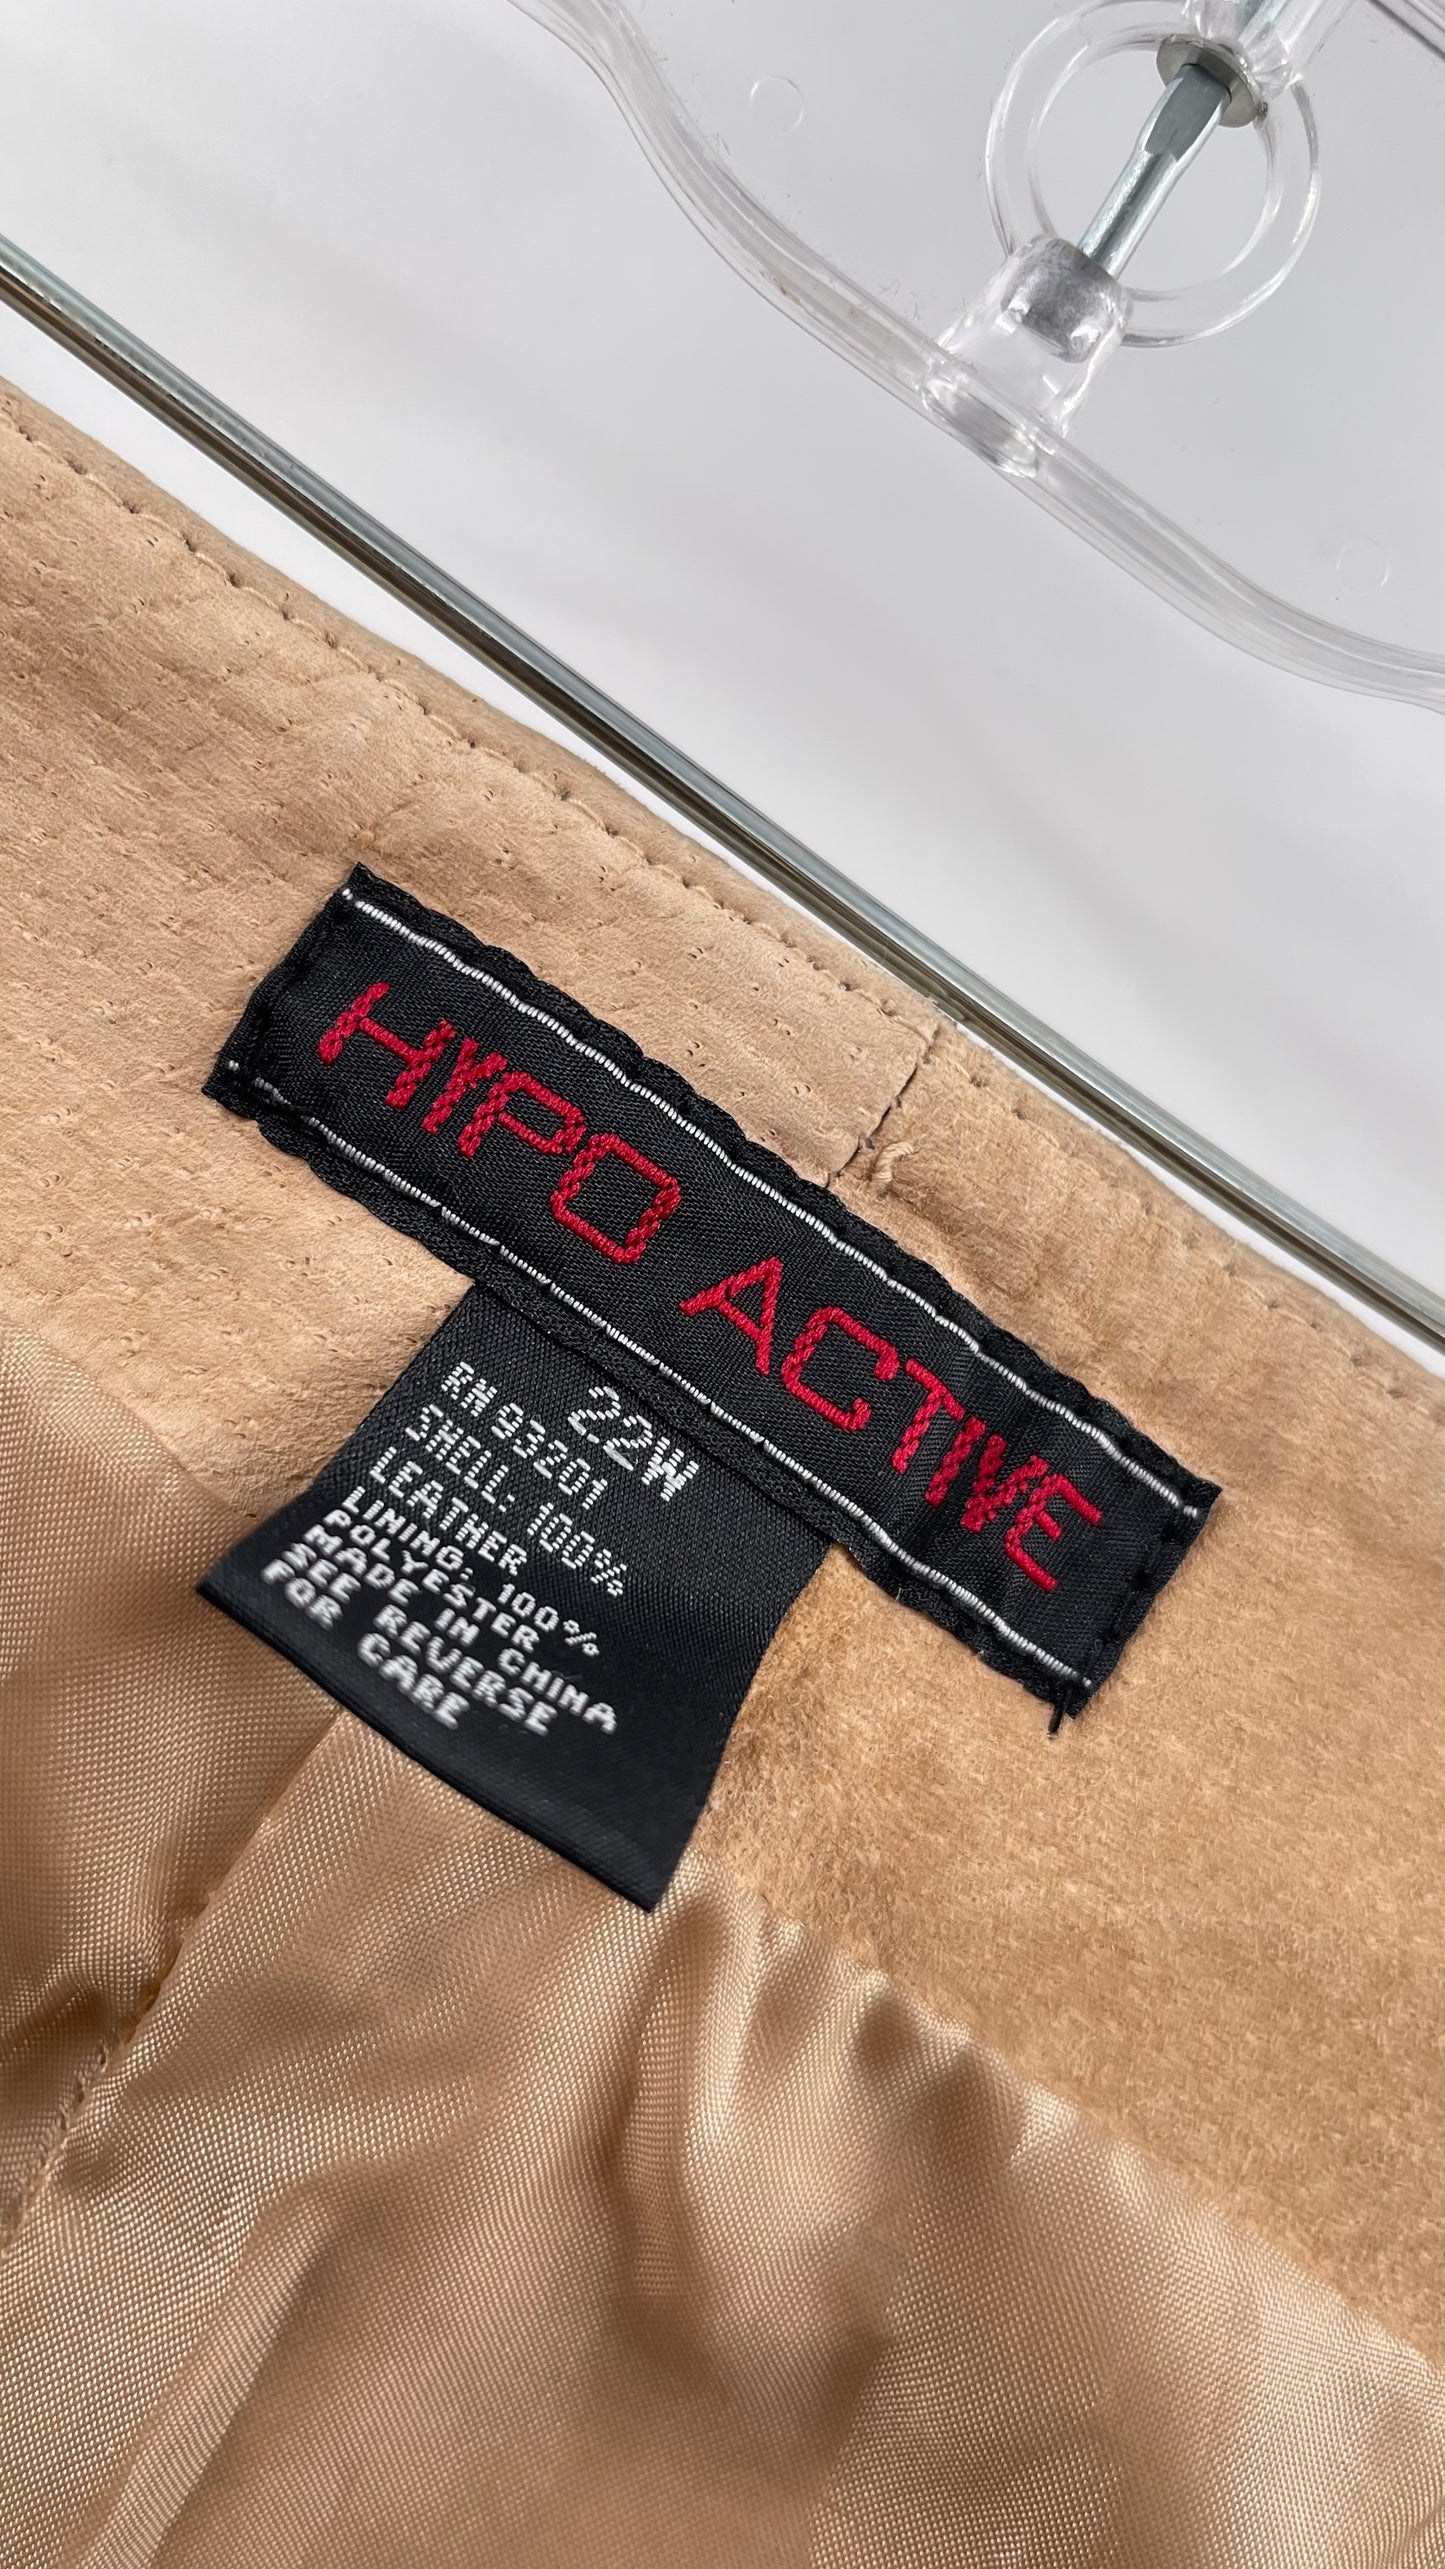 HYPO ACTIVE
22W
RN 93201
SHELL: 100%
LEATHER
LINING: 100%
POLYESTER
MADE IN CHINA
SEE REVERSE
FOR CARE